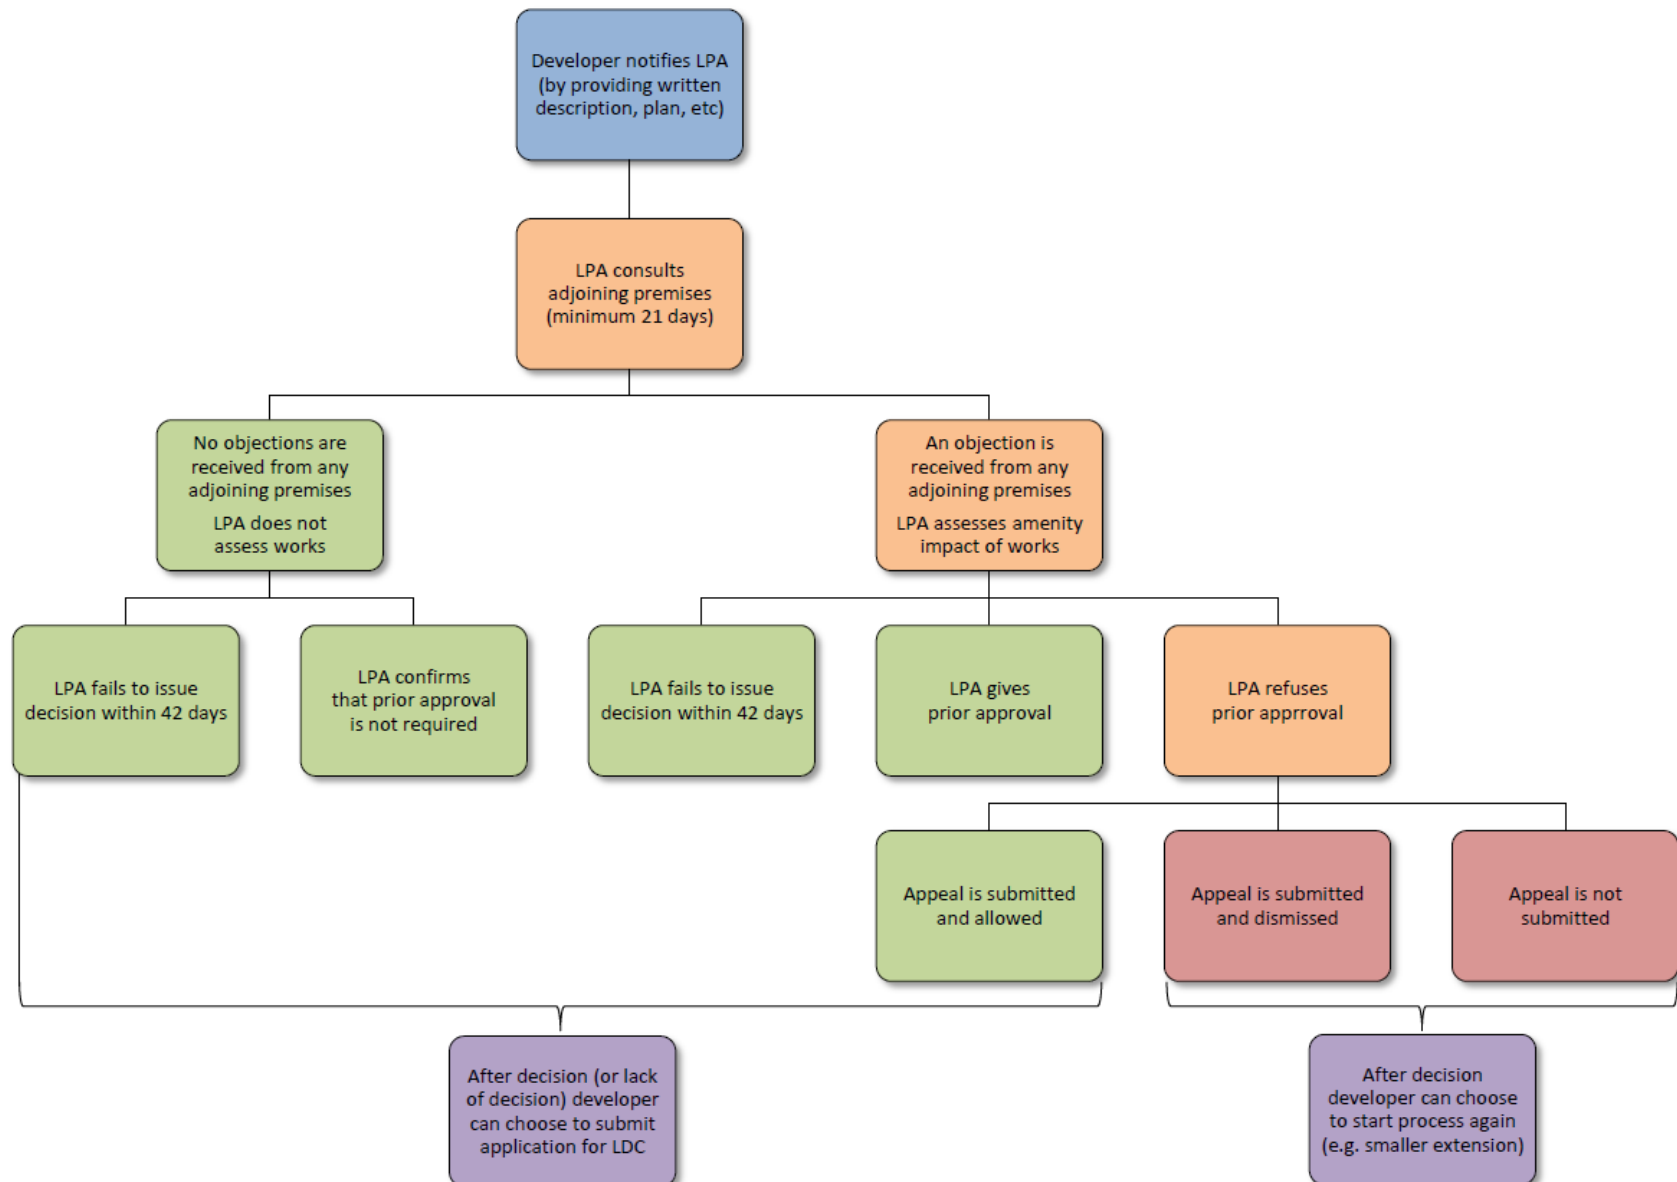 Developer notifies LPA
(by providing written
description, plan, etc)
LPA consults
adjoining premises
(minimum 21 days)
No objections are
received from any
adjoining premises
LPA does not
assess works
An objection is
received from any
adjoining premises
LPA assesses amenity
impact of works
LPA fails to issue
decision within 42 days
LPA confirms
that prior approval
is not required
LPA fails to issue
decision within 42 days
LPA gives
prior approval
LPA refuses
prior apprroval
Appeal is submitted
and allowed
Appeal is submitted
and dismissed
Appeal is not
submitted
After decision (or lack
of decision) developer
can choose to submit
application for LDC
After decision
developer can choose
to start process again
(e.g. smaller extension)